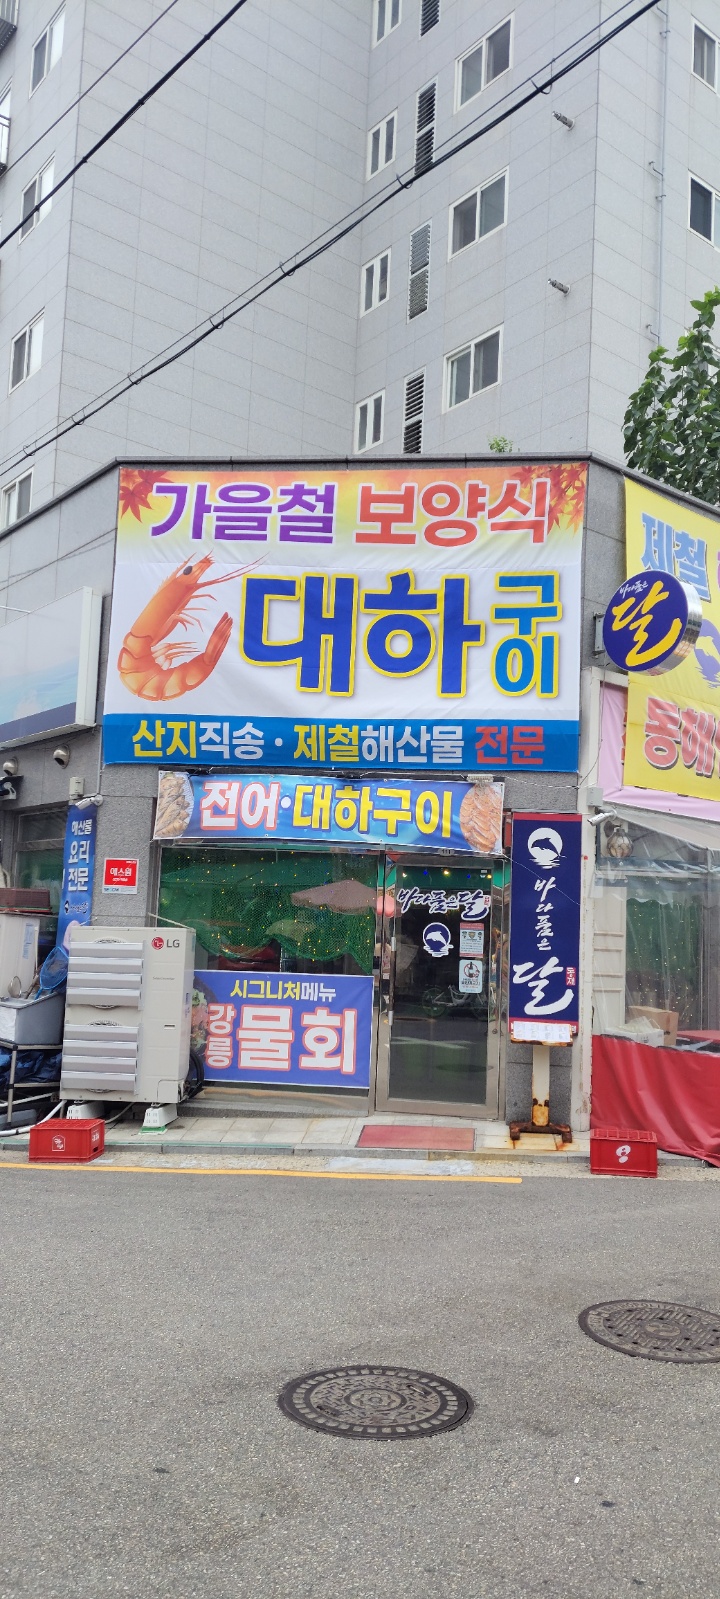 가을철 보양식
대하구이
산지직송 · 제철해산물 전문
제철
바다품은
달
동해
전어·대하구이
해산물
요리
전문
에스원
LG
바다품은달
시그니처메뉴
강릉 물회
바다품은
달